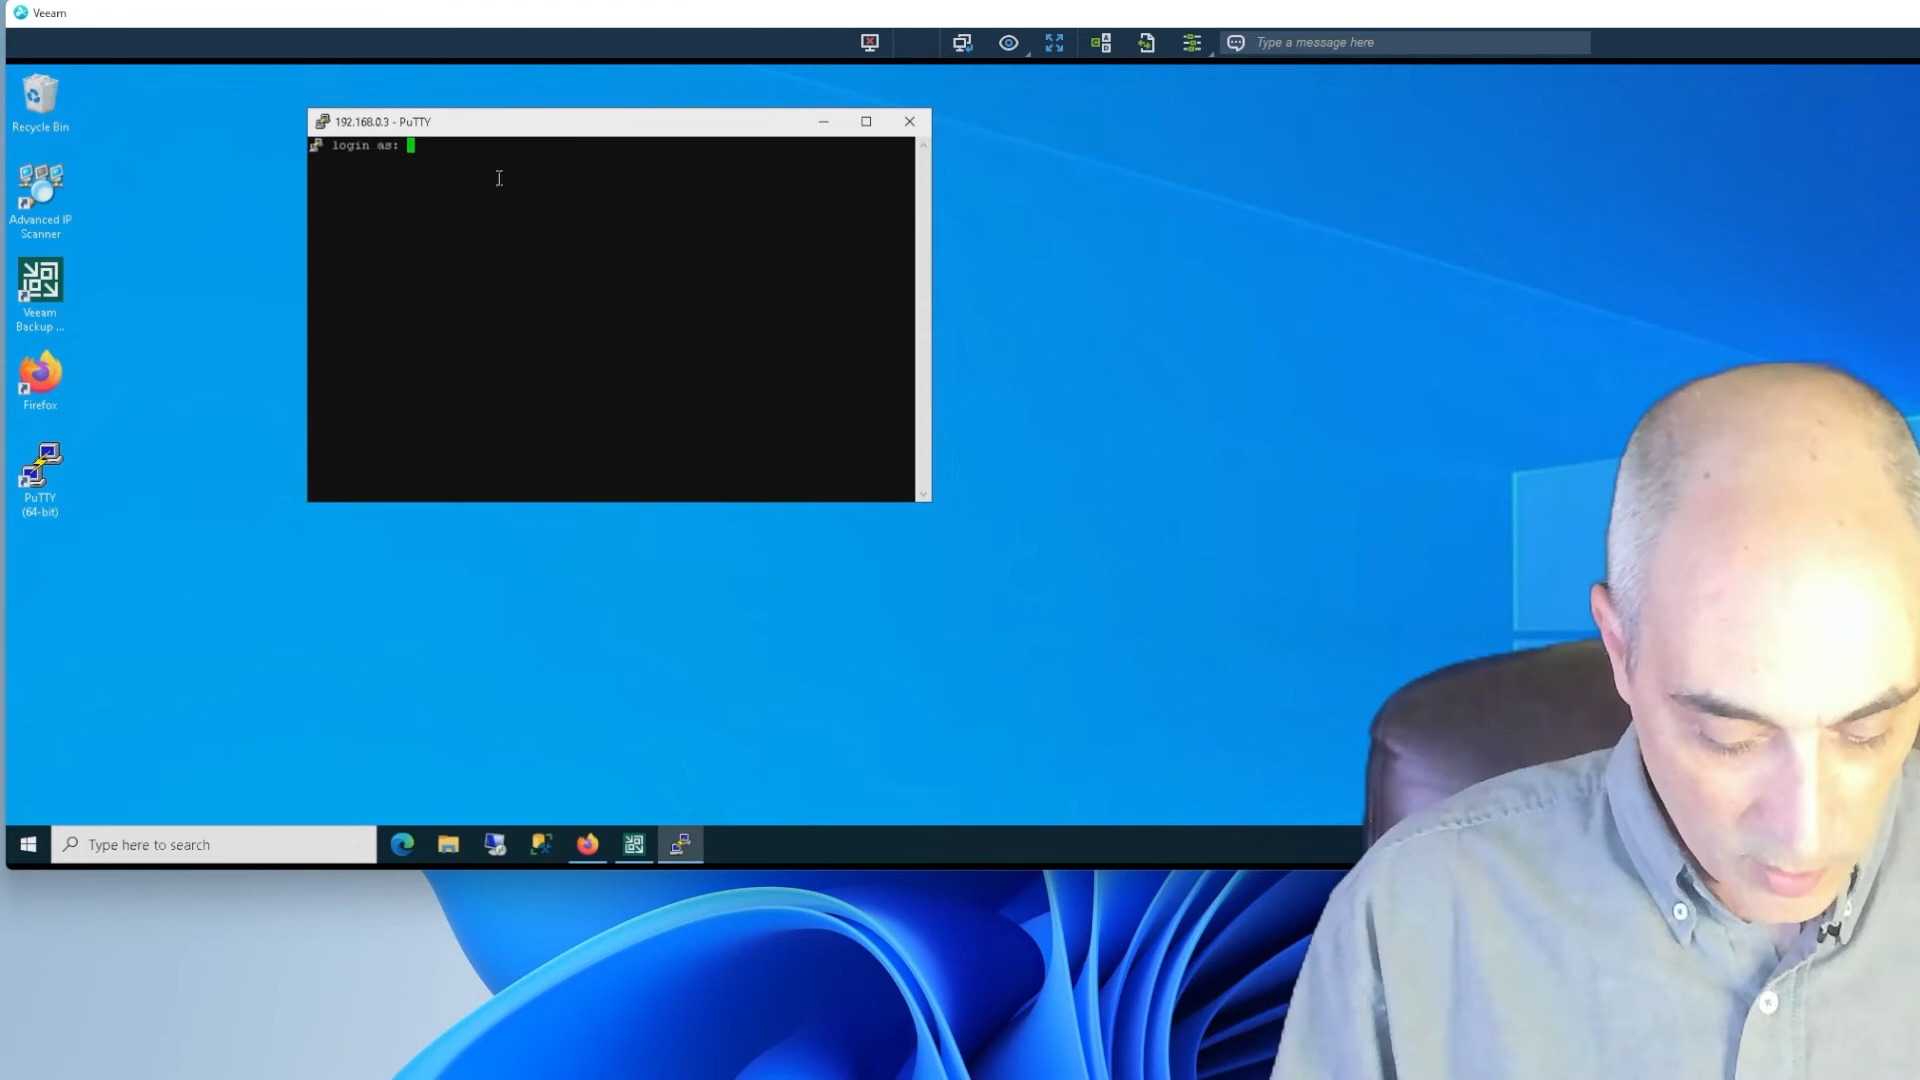 Veeam
Type a message here
Recycle Bin
192.168.0.3 - PuTTY
login as:
Advanced IP
Scanner
Veeam
Backup ...
Firefox
PuTTY
(64-bit)
Type here to search